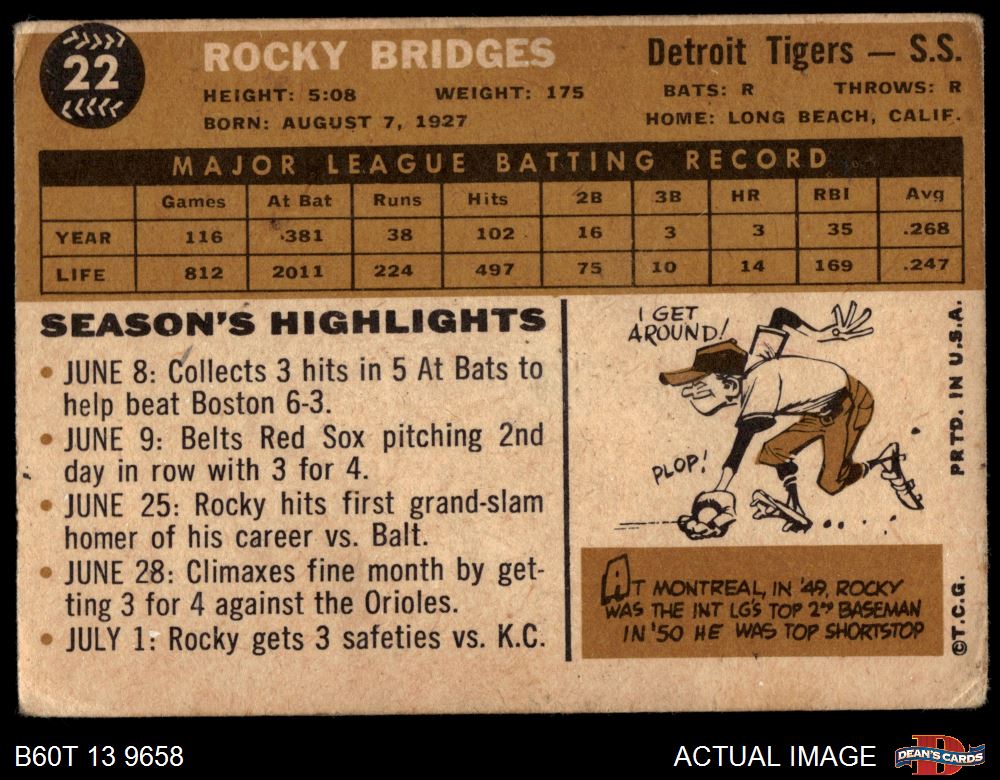 22
ROCKY BRIDGES
Detroit Tigers — S.S.
HEIGHT: 5:08 WEIGHT: 175 BATS: R THROWS: R
BORN: AUGUST 7, 1927 HOME: LONG BEACH, CALIF.
MAJOR LEAGUE BATTING RECORD
Games At Bat Runs Hits 2B 3B HR RBI Avg
YEAR 116 381 38 102 16 3 3 35 .268
LIFE 812 2011 224 497 75 10 14 169 .247
SEASON'S HIGHLIGHTS
• JUNE 8: Collects 3 hits in 5 At Bats to
help beat Boston 6-3.
• JUNE 9: Belts Red Sox pitching 2nd
day in row with 3 for 4.
• JUNE 25: Rocky hits first grand-slam
homer of his career vs. Balt.
• JUNE 28: Climaxes fine month by get-
ting 3 for 4 against the Orioles.
• JULY 1: Rocky gets 3 safeties vs. K.C.
I GET
AROUND!
PLOP!
AT MONTREAL, IN '49, ROCKY
WAS THE INT LG'S TOP 2ND BASEMAN
IN '50 HE WAS TOP SHORTSTOP
©T.C.G. PRTD. IN U.S.A.
B60T 13 9658
ACTUAL IMAGE
DEAN'S CARDS